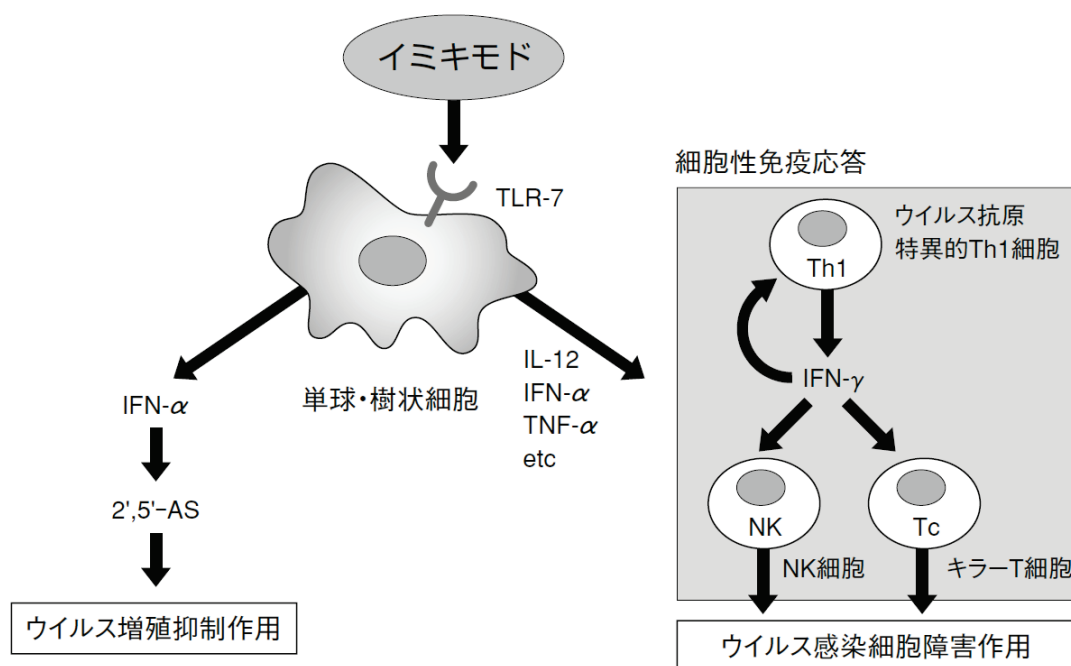 イミキモド
TLR-7
単球・樹状細胞
IFN-α
2',5'-AS
ウイルス増殖抑制作用
IL-12
IFN-α
TNF-α
etc
細胞性免疫応答
ウイルス抗原
特異的Th1細胞
Th1
IFN-γ
NK
Tc
NK細胞
キラーT細胞
ウイルス感染細胞障害作用